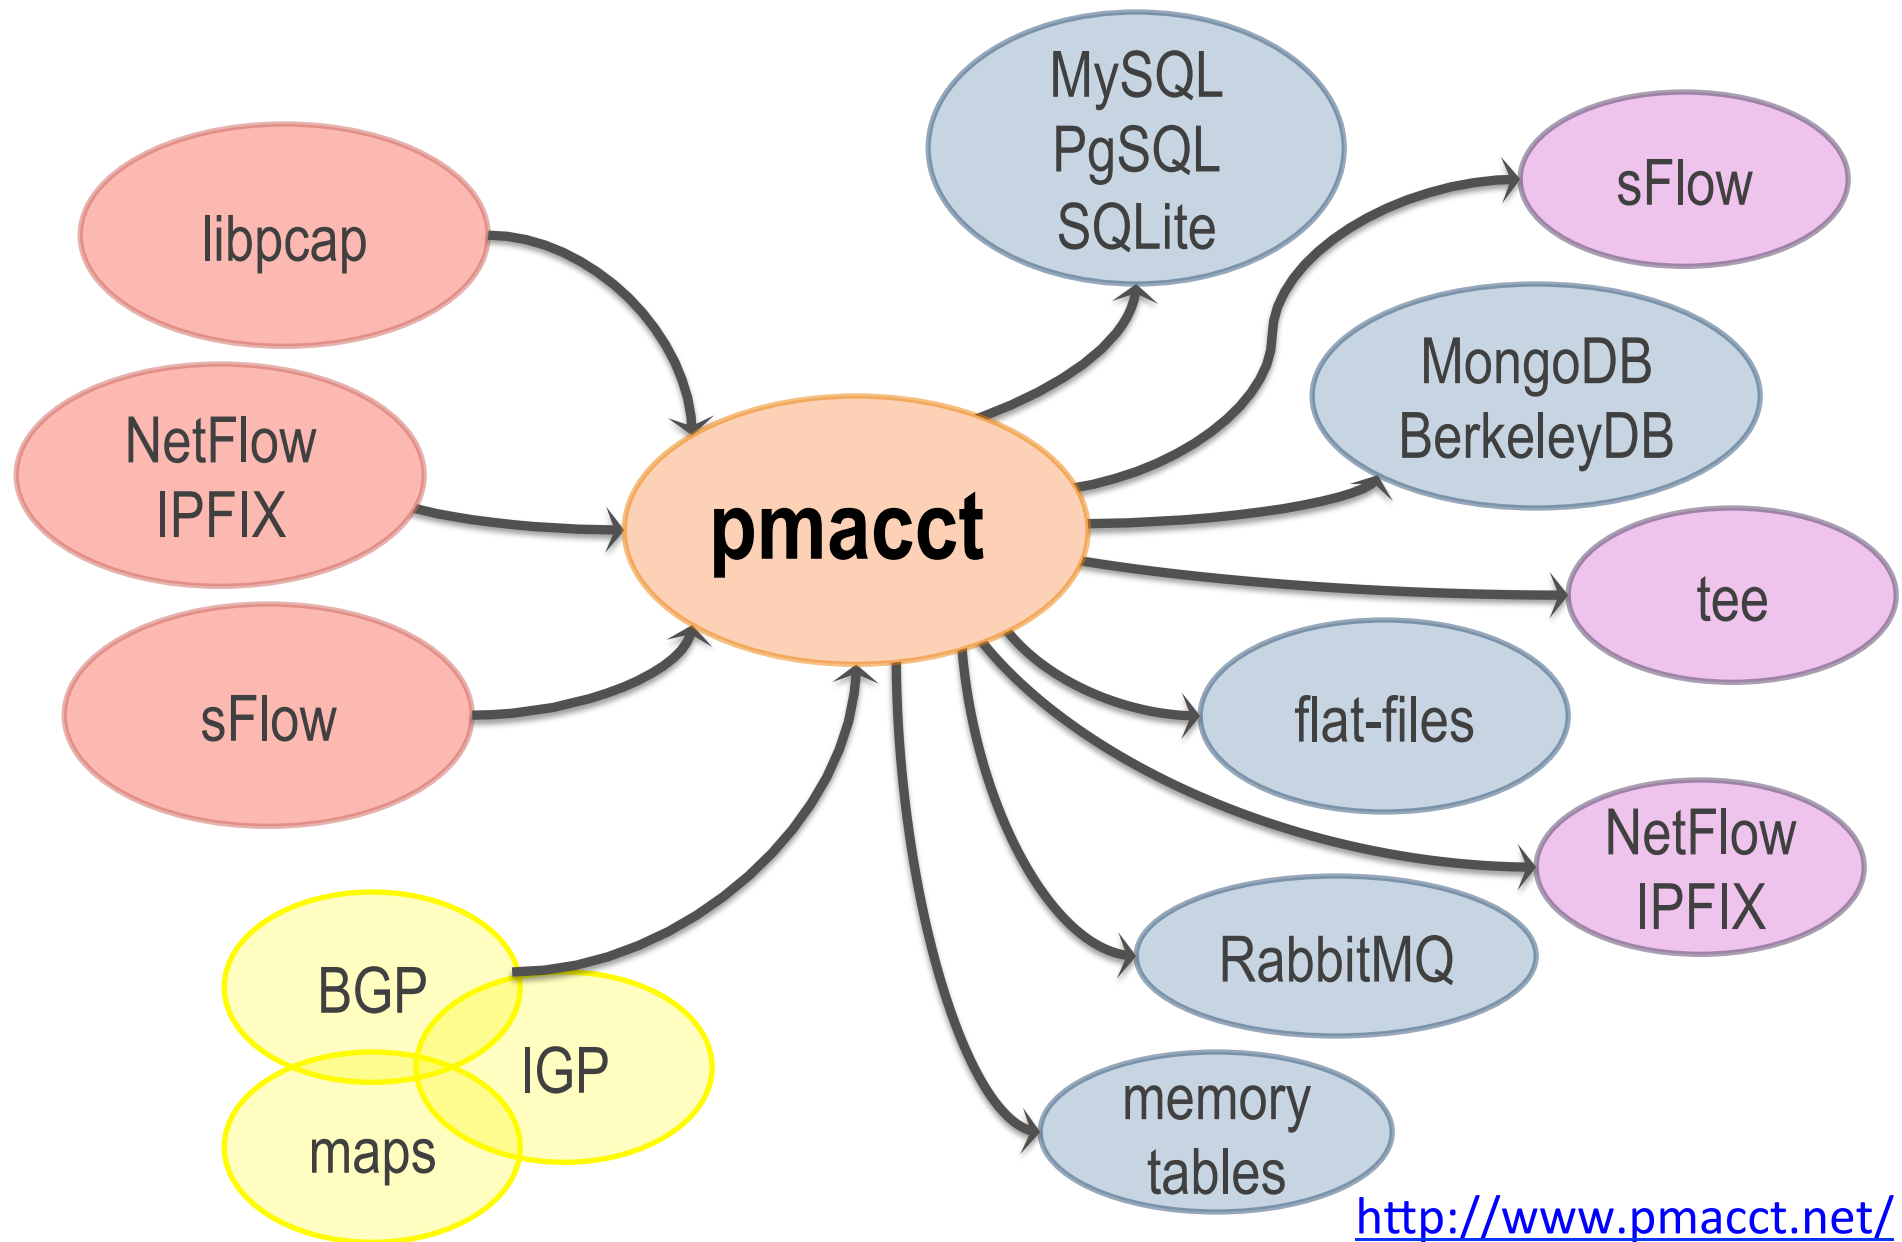 libpcap
NetFlow
IPFIX
sFlow
BGP
IGP
maps
pmacct
MySQL
PgSQL
SQLite
sFlow
MongoDB
BerkeleyDB
tee
flat-files
NetFlow
IPFIX
RabbitMQ
memory
tables
http://www.pmacct.net/